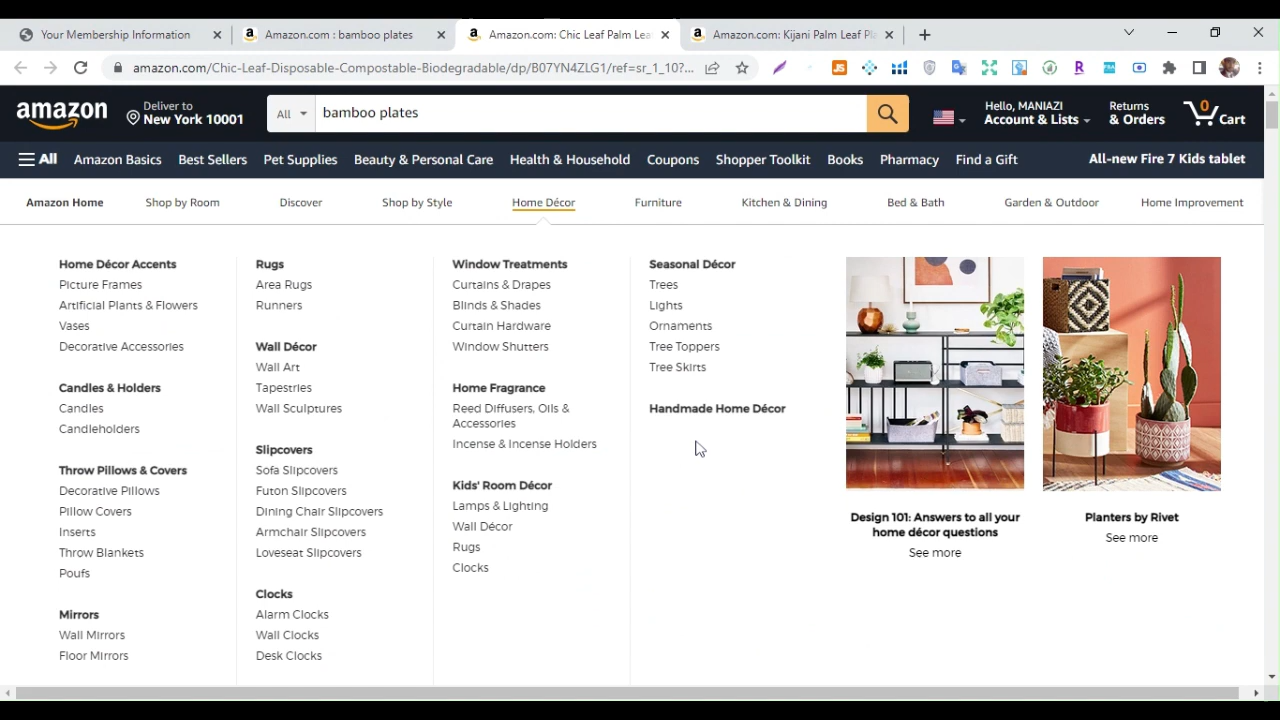 Your Membership Information
Amazon.com : bamboo plates
Amazon.com: Chic Leaf Palm Lea
Amazon.com: Kijani Palm Leaf Pl
amazon.com/Chic-Leaf-Disposable-Compostable-Biodegradable/dp/B07YN4ZLG1/ref=sr_1_10?...
amazon
Deliver to
New York 10001
All
bamboo plates
Hello, MANIAZI
Account & Lists
Returns
& Orders
0
Cart
All
Amazon Basics
Best Sellers
Pet Supplies
Beauty & Personal Care
Health & Household
Coupons
Shopper Toolkit
Books
Pharmacy
Find a Gift
All-new Fire 7 Kids tablet
Amazon Home
Shop by Room
Discover
Shop by Style
Home Décor
Furniture
Kitchen & Dining
Bed & Bath
Garden & Outdoor
Home Improvement
Home Décor Accents
Picture Frames
Artificial Plants & Flowers
Vases
Decorative Accessories
Candles & Holders
Candles
Candleholders
Throw Pillows & Covers
Decorative Pillows
Pillow Covers
Inserts
Throw Blankets
Poufs
Mirrors
Wall Mirrors
Floor Mirrors
Rugs
Area Rugs
Runners
Wall Décor
Wall Art
Tapestries
Wall Sculptures
Slipcovers
Sofa Slipcovers
Futon Slipcovers
Dining Chair Slipcovers
Armchair Slipcovers
Loveseat Slipcovers
Clocks
Alarm Clocks
Wall Clocks
Desk Clocks
Window Treatments
Curtains & Drapes
Blinds & Shades
Curtain Hardware
Window Shutters
Home Fragrance
Reed Diffusers, Oils &
Accessories
Incense & Incense Holders
Kids' Room Décor
Lamps & Lighting
Wall Décor
Rugs
Clocks
Seasonal Décor
Trees
Lights
Ornaments
Tree Toppers
Tree Skirts
Handmade Home Décor
Design 101: Answers to all your
home décor questions
See more
Planters by Rivet
See more